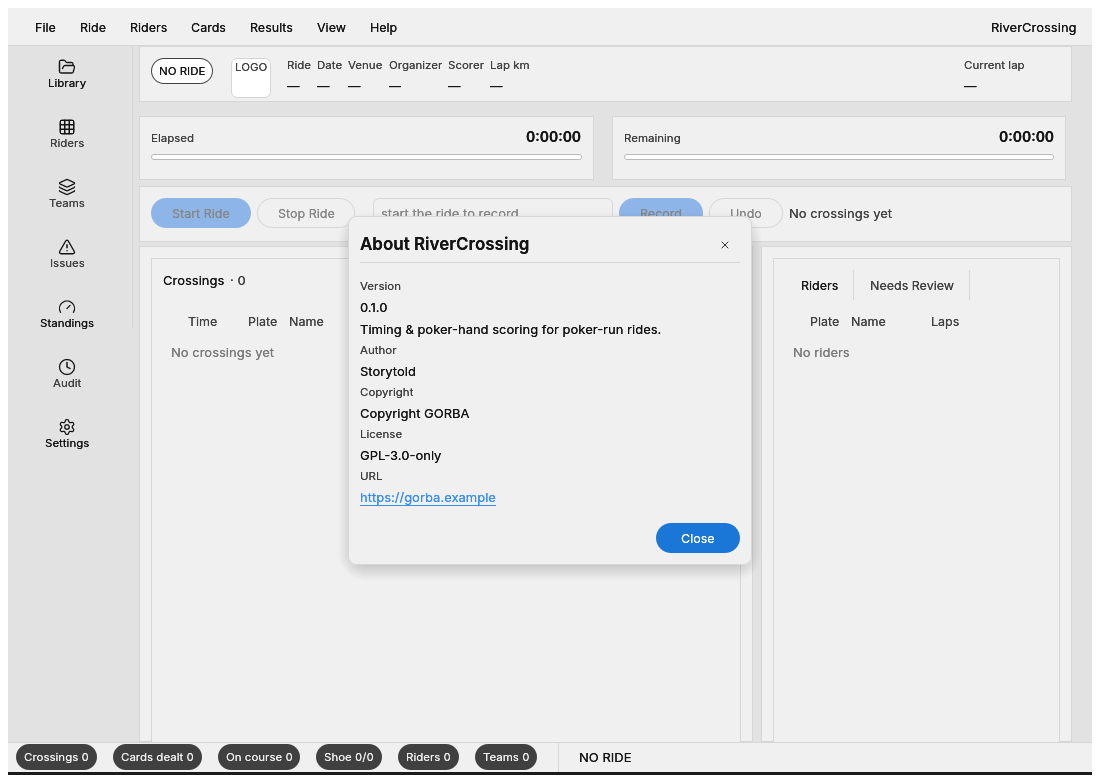 File Ride Riders Cards Results View Help RiverCrossing
Library
Riders
Teams
Issues
Standings
Audit
Settings
NO RIDE
LOGO
Ride Date Venue Organizer Scorer Lap km Current lap
— — — — — — —
Elapsed 0:00:00
Remaining 0:00:00
Start Ride Stop Ride start the ride to record Record Undo No crossings yet
Crossings · 0
Time Plate Name
No crossings yet
About RiverCrossing ×
Version
0.1.0
Timing & poker-hand scoring for poker-run rides.
Author
Storytold
Copyright
Copyright GORBA
License
GPL-3.0-only
URL
https://gorba.example
Close
Riders Needs Review
Plate Name Laps
No riders
Crossings 0 Cards dealt 0 On course 0 Shoe 0/0 Riders 0 Teams 0 NO RIDE